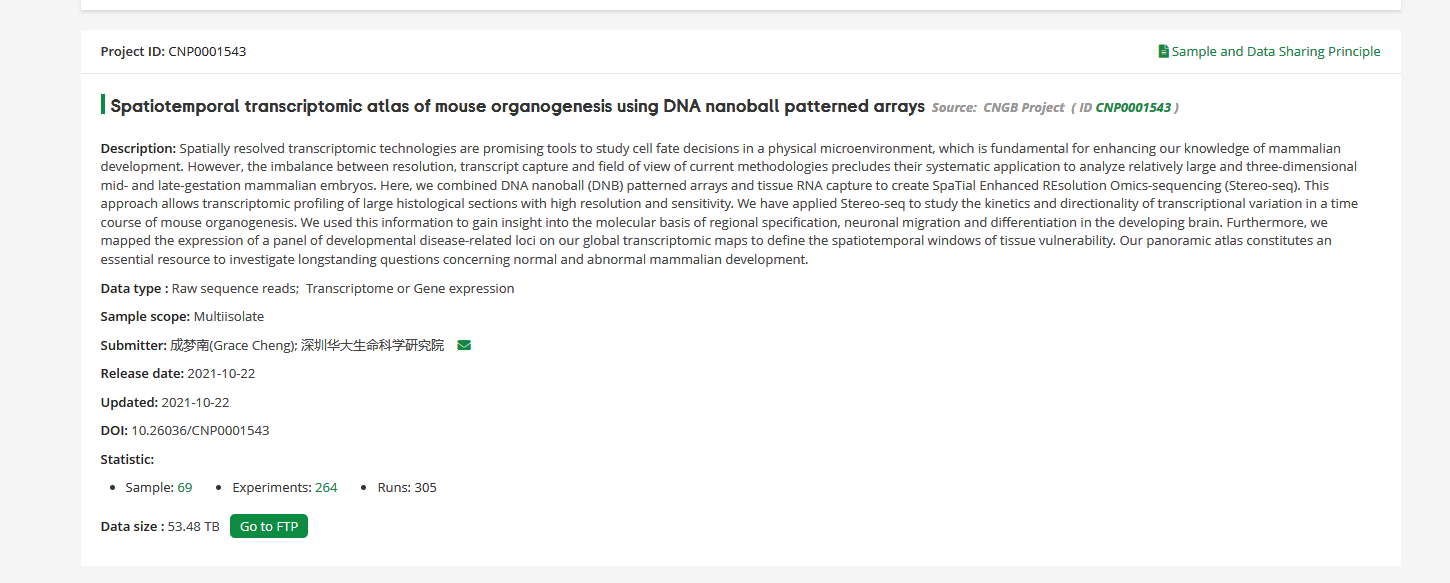 Project ID: CNP0001543
Sample and Data Sharing Principle
Spatiotemporal transcriptomic atlas of mouse organogenesis using DNA nanoball patterned arrays Source: CNGB Project ( ID CNP0001543 )
Description: Spatially resolved transcriptomic technologies are promising tools to study cell fate decisions in a physical microenvironment, which is fundamental for enhancing our knowledge of mammalian
development. However, the imbalance between resolution, transcript capture and field of view of current methodologies precludes their systematic application to analyze relatively large and three-dimensional
mid- and late-gestation mammalian embryos. Here, we combined DNA nanoball (DNB) patterned arrays and tissue RNA capture to create SpaTial Enhanced REsolution Omics-sequencing (Stereo-seq). This
approach allows transcriptomic profiling of large histological sections with high resolution and sensitivity. We have applied Stereo-seq to study the kinetics and directionality of transcriptional variation in a time
course of mouse organogenesis. We used this information to gain insight into the molecular basis of regional specification, neuronal migration and differentiation in the developing brain. Furthermore, we
mapped the expression of a panel of developmental disease-related loci on our global transcriptomic maps to define the spatiotemporal windows of tissue vulnerability. Our panoramic atlas constitutes an
essential resource to investigate longstanding questions concerning normal and abnormal mammalian development.
Data type : Raw sequence reads; Transcriptome or Gene expression
Sample scope: Multiisolate
Submitter: 成梦南(Grace Cheng); 深圳华大生命科学研究院
Release date: 2021-10-22
Updated: 2021-10-22
DOI: 10.26036/CNP0001543
Statistic:
• Sample: 69 • Experiments: 264 • Runs: 305
Data size : 53.48 TB Go to FTP